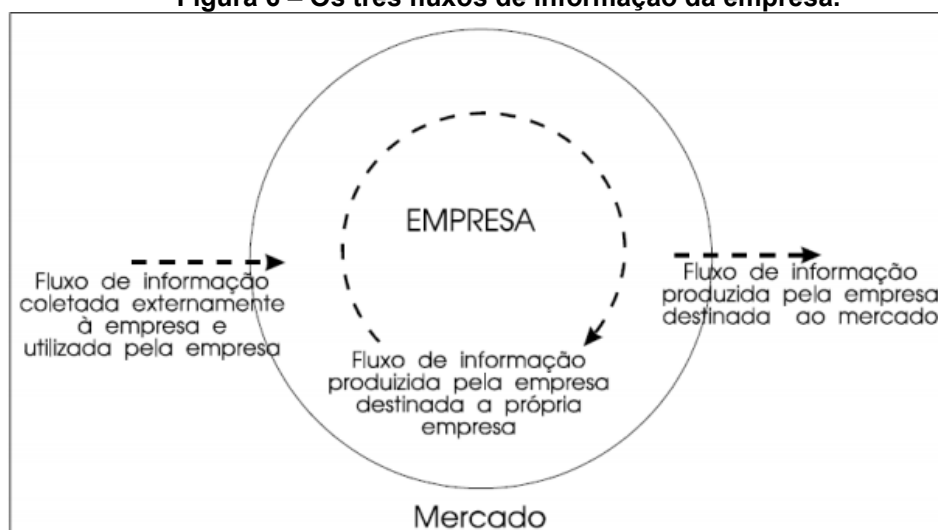 Figura 6 – Os três fluxos de informação da empresa.
EMPRESA
Fluxo de informação
coletada externamente
à empresa e
utilizada pela empresa
Fluxo de informação
produizida pela empresa
destinada a própria
empresa
Fluxo de informação
produzida pela empresa
destinada ao mercado
Mercado